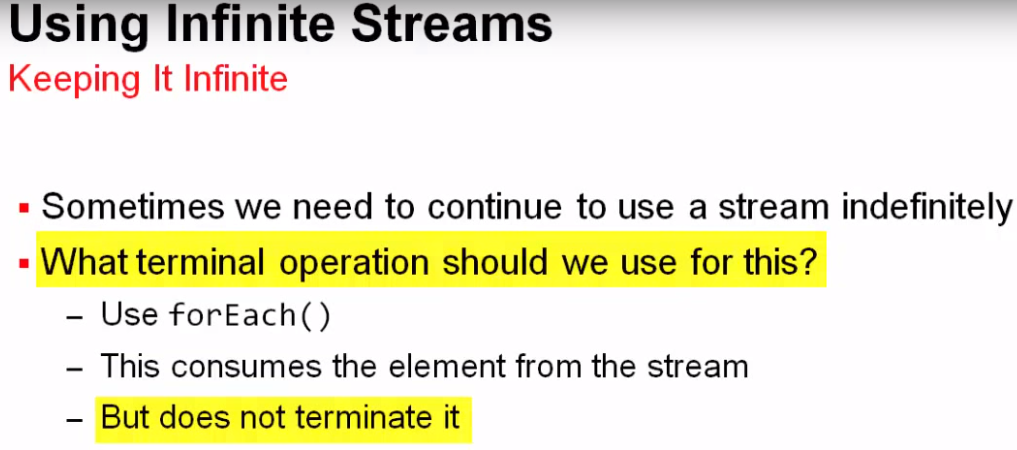 Using Infinite Streams
Keeping It Infinite
▪ Sometimes we need to continue to use a stream indefinitely
▪ What terminal operation should we use for this?
– Use forEach()
– This consumes the element from the stream
– But does not terminate it